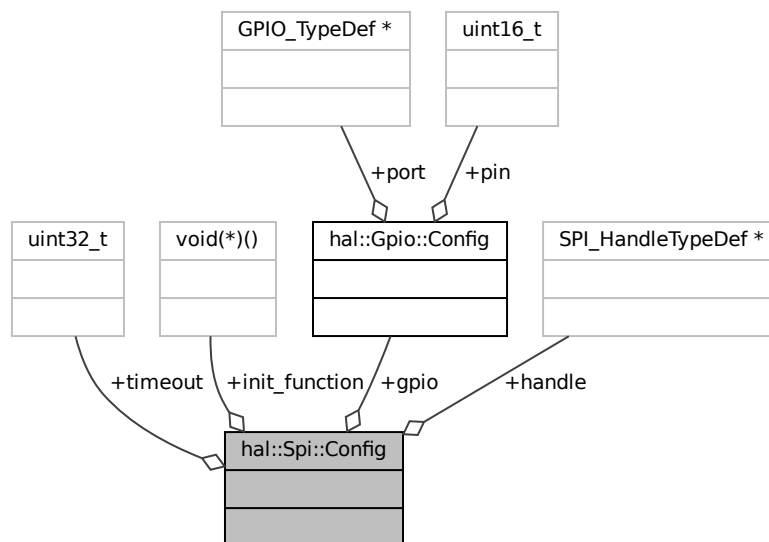 GPIO_TypeDef *
uint16_t
+port
+pin
uint32_t
void(*)()
hal::Gpio::Config
SPI_HandleTypeDef *
+timeout
+init_function
+gpio
+handle
hal::Spi::Config